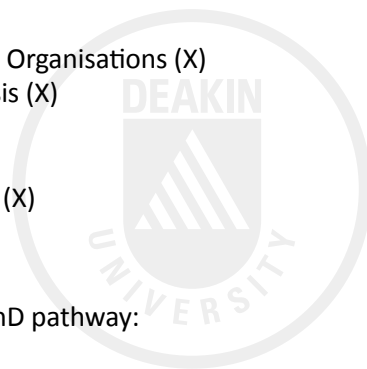 Organisations (X)
is (X)
(X)
nD pathway:
DEAKIN
UNIVERSITY